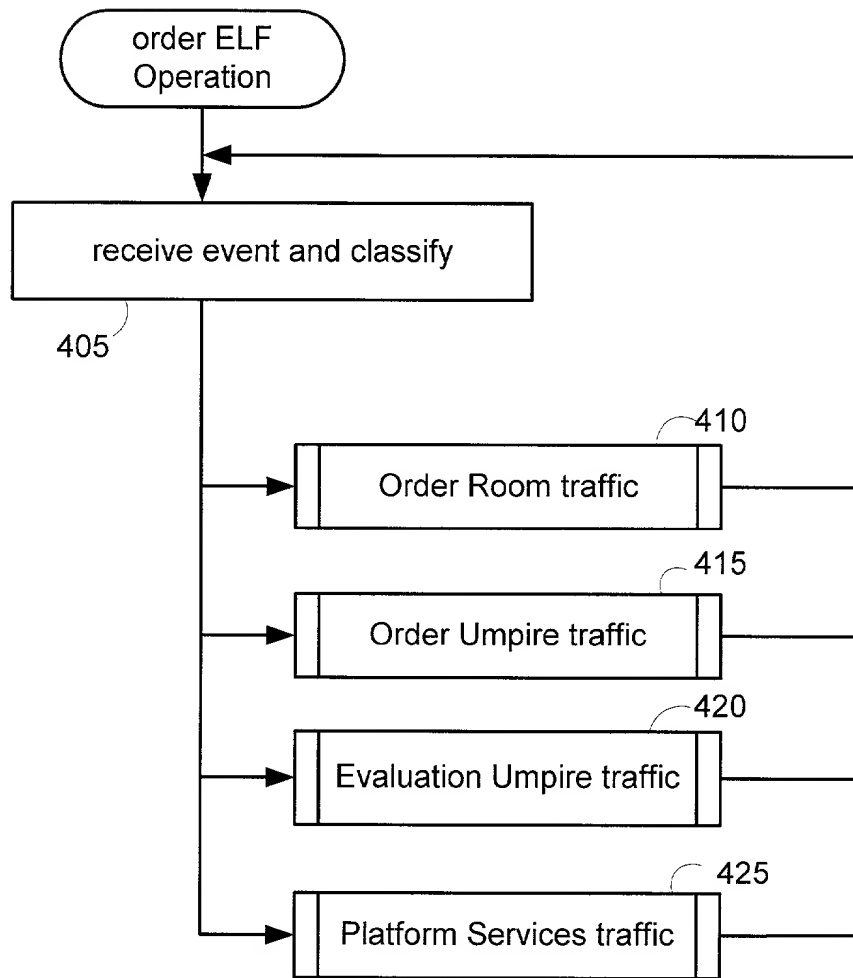 order ELF
Operation
receive event and classify
405
410
Order Room traffic
415
Order Umpire traffic
420
Evaluation Umpire traffic
425
Platform Services traffic